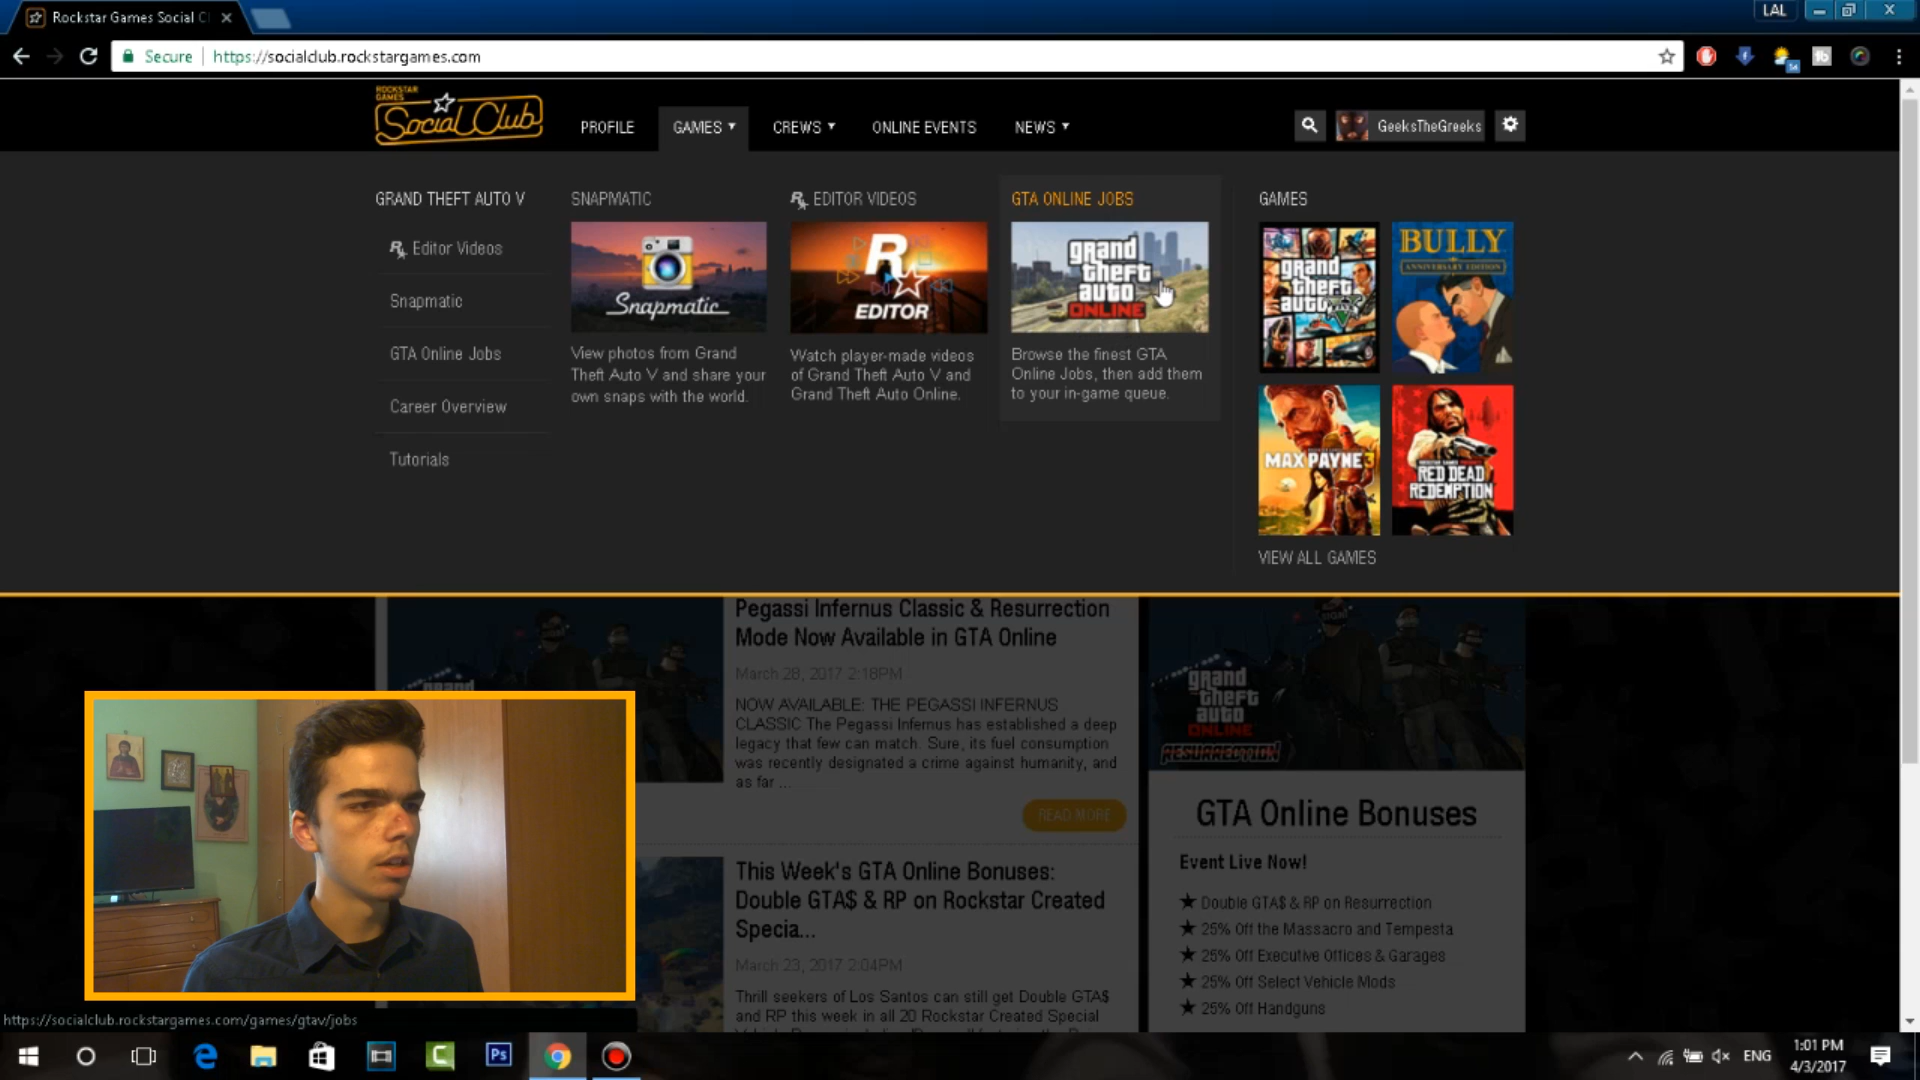 Rockstar Games Social Cl
LAL
Secure
https://socialclub.rockstargames.com
ROCKSTAR GAMES
Social Club
PROFILE
GAMES
CREWS
ONLINE EVENTS
NEWS
GeeksTheGreeks
GRAND THEFT AUTO V
Editor Videos
Snapmatic
GTA Online Jobs
Career Overview
Tutorials
SNAPMATIC
Snapmatic
View photos from Grand
Theft Auto V and share your
own snaps with the world.
EDITOR VIDEOS
R
EDITOR
Watch player-made videos
of Grand Theft Auto V and
Grand Theft Auto Online.
GTA ONLINE JOBS
grand
theft
auto
ONLINE
Browse the finest GTA
Online Jobs, then add them
to your in-game queue.
GAMES
grand
theft
auto
V
BULLY
ANNIVERSARY EDITION
MAX PAYNE 3
RED DEAD
REDEMPTION
VIEW ALL GAMES
Pegassi Infernus Classic & Resurrection
Mode Now Available in GTA Online
March 28, 2017 2:18PM
NOW AVAILABLE: THE PEGASSI INFERNUS
CLASSIC The Pegassi Infernus has established a deep
legacy that few can match. Sure, its fuel consumption
was recently designated a crime against humanity, and
as far ...
READ MORE
This Week's GTA Online Bonuses:
Double GTA$ & RP on Rockstar Created
Specia...
March 23, 2017 2:04PM
Thrill seekers of Los Santos can still get Double GTA$
and RP this week in all 20 Rockstar Created Special
grand
theft
auto
ONLINE
RESURRECTION
GTA Online Bonuses
Event Live Now!
★ Double GTA$ & RP on Resurrection
★ 25% Off the Massacro and Tempesta
★ 25% Off Executive Offices & Garages
★ 25% Off Select Vehicle Mods
★ 25% Off Handguns
https://socialclub.rockstargames.com/games/gtav/jobs
Ps
ENG
1:01 PM
4/3/2017